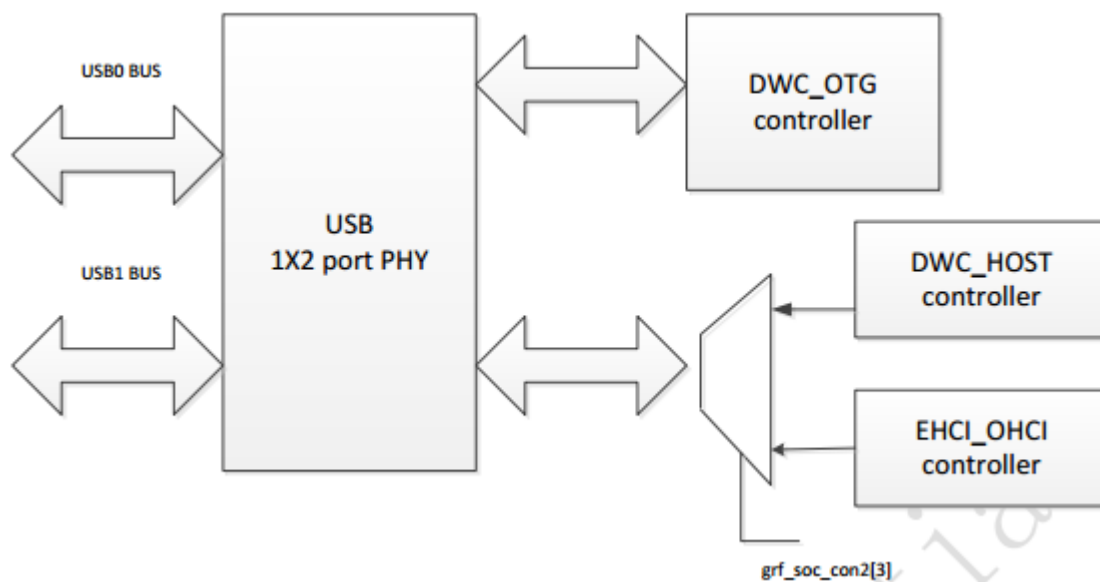 USB0 BUS
DWC_OTG
controller
USB
1X2 port PHY
USB1 BUS
DWC_HOST
controller
EHCI_OHCI
controller
grf_soc_con2[3]